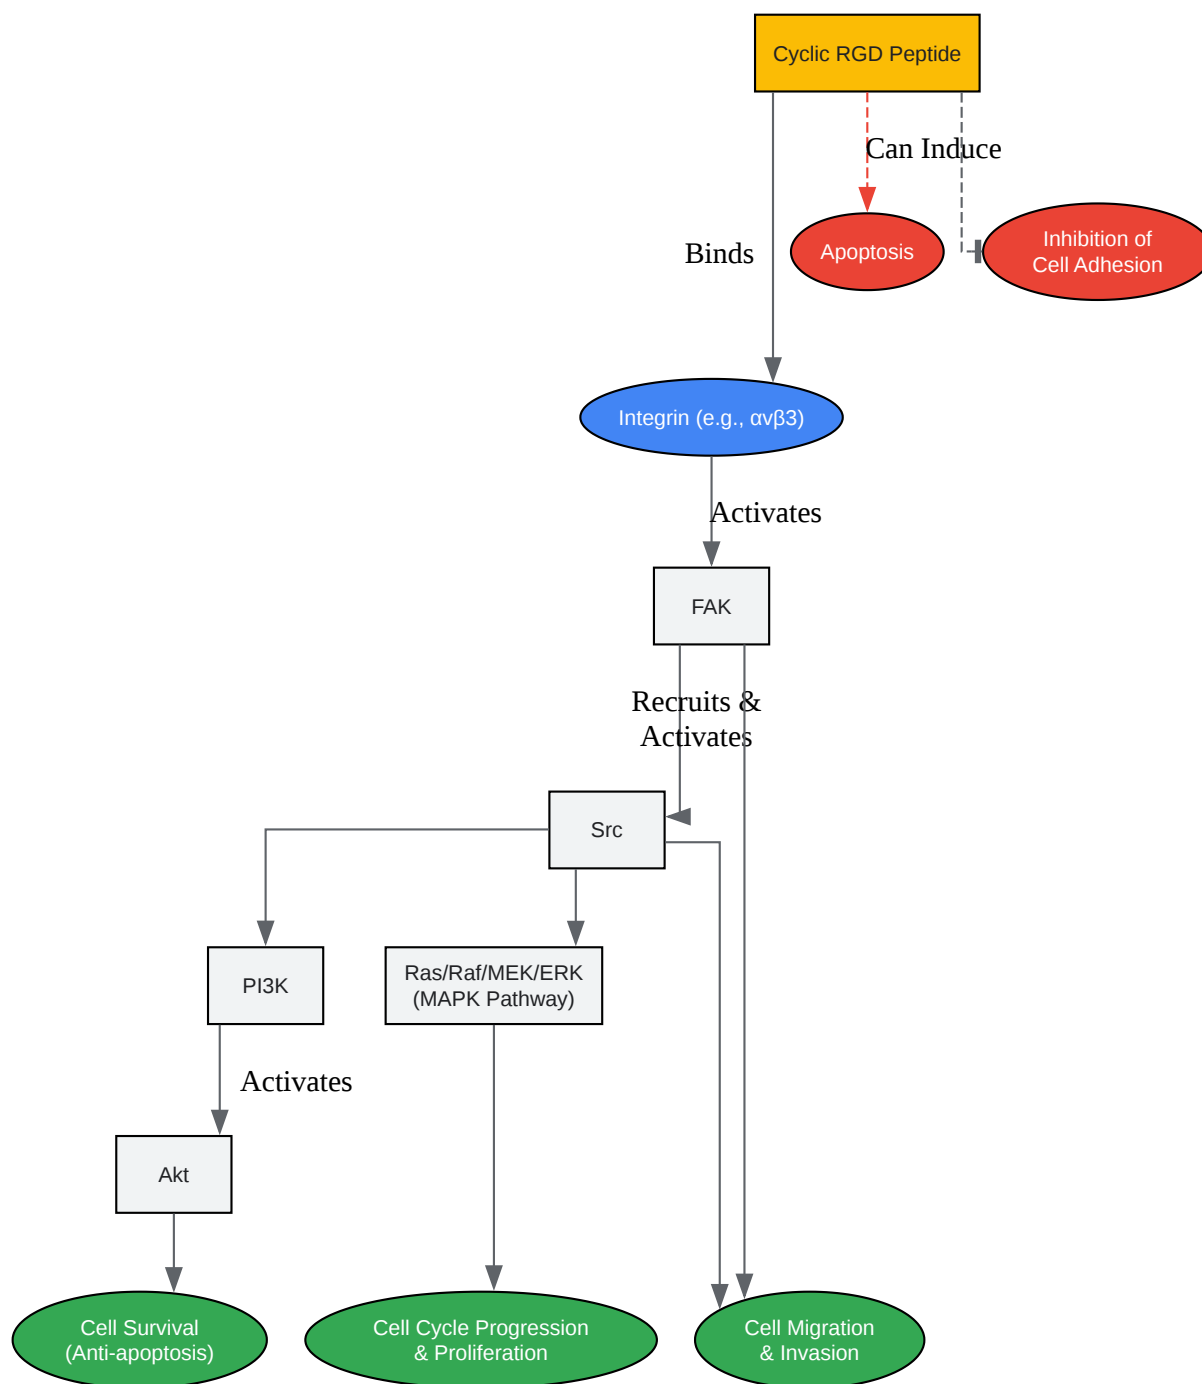 Cyclic RGD Peptide
Can Induce
Binds
Apoptosis
Inhibition of
Cell Adhesion
Integrin (e.g., αvβ3)
Activates
FAK
Recruits &
Activates
Src
PI3K
Ras/Raf/MEK/ERK
(MAPK Pathway)
Activates
Akt
Cell Survival
(Anti-apoptosis)
Cell Cycle Progression
& Proliferation
Cell Migration
& Invasion